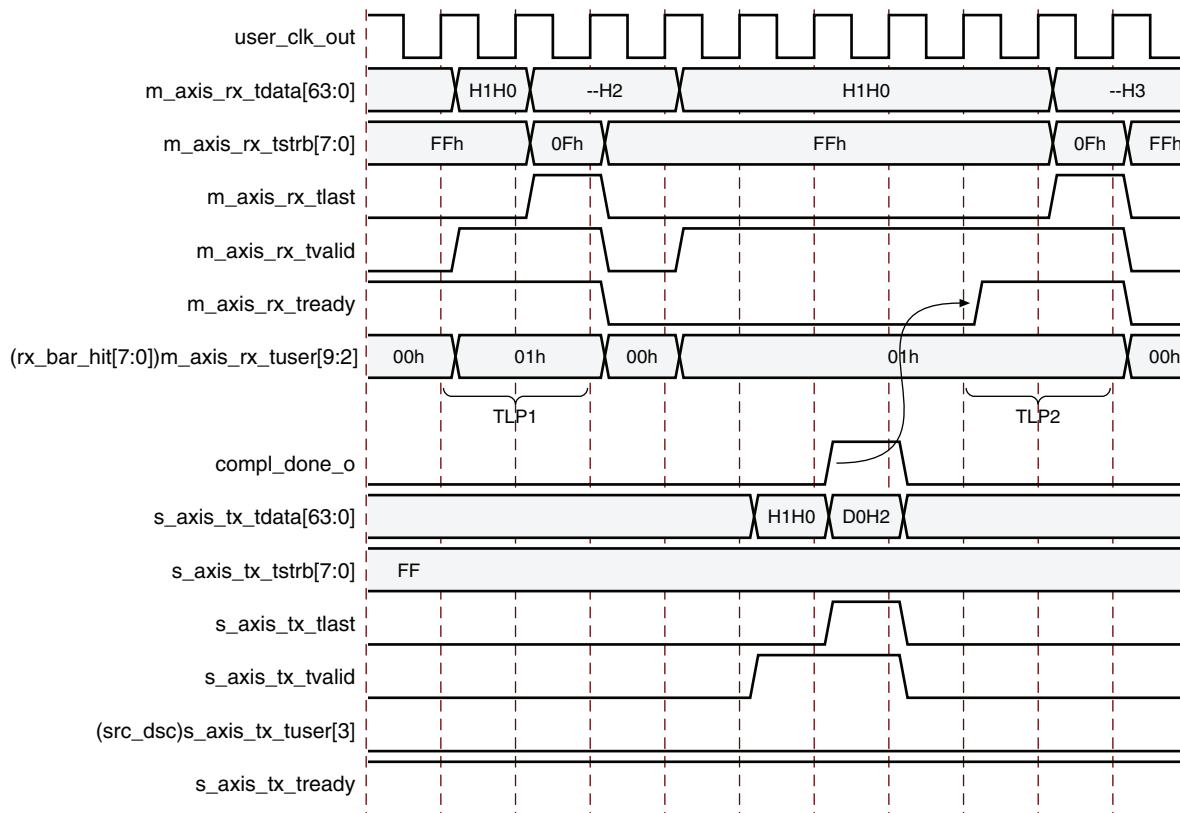 user_clk_out
m_axis_rx_tdata[63:0] H1H0 --H2 H1H0 --H3
m_axis_rx_tstrb[7:0] FFh 0Fh FFh 0Fh FFh
m_axis_rx_tlast
m_axis_rx_tvalid
m_axis_rx_tready
(rx_bar_hit[7:0])m_axis_rx_tuser[9:2] 00h 01h 00h 01h 00h
TLP1 TLP2
compl_done_o
s_axis_tx_tdata[63:0] H1H0 D0H2
s_axis_tx_tstrb[7:0] FF
s_axis_tx_tlast
s_axis_tx_tvalid
(src_dsc)s_axis_tx_tuser[3]
s_axis_tx_tready